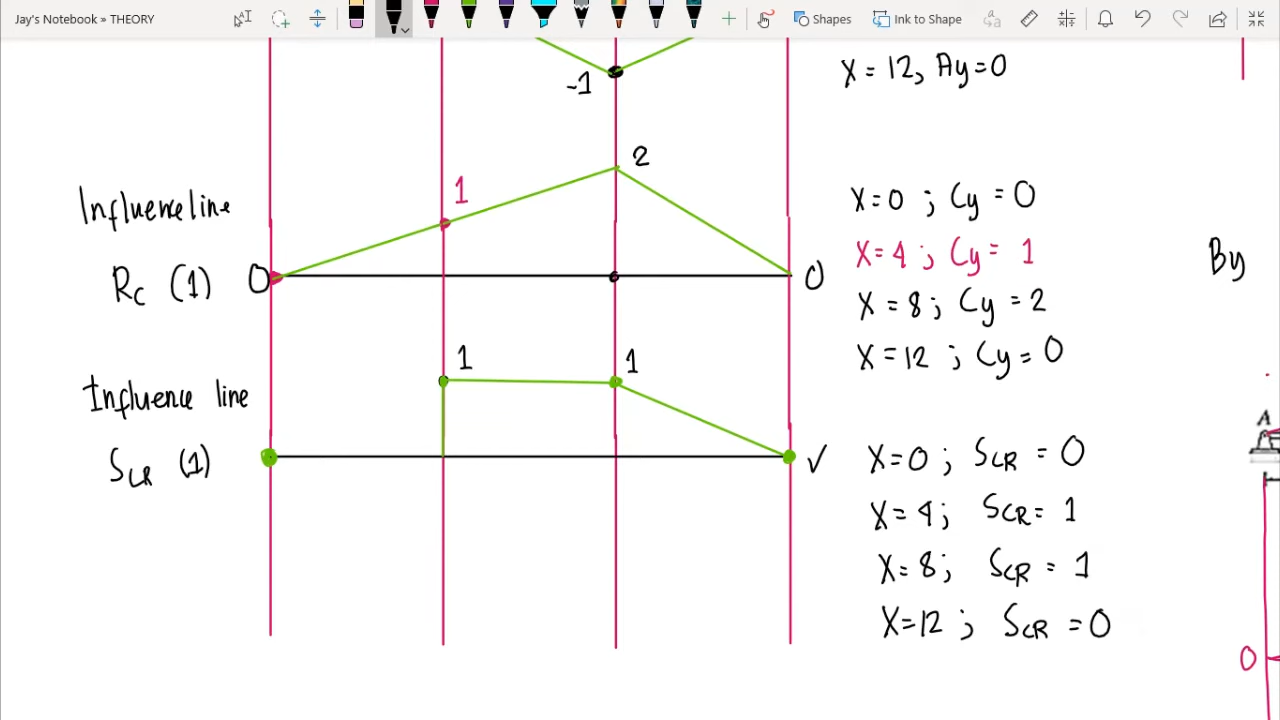 Jay's Notebook » THEORY
Shapes
Ink to Shape
-1
X = 12, Ay=0
2
1
Influence line
Rc (1)
0
0
X=0 ; Cy = 0
X=4 ; Cy = 1
X = 8 ; Cy = 2
X = 12 ; Cy = 0
By
1
1
Influence line
SCR (1)
✓
A
X=0 ; SCR = 0
X= 4; SCR= 1
X= 8; SCR = 1
X=12 ; SCR = 0
0